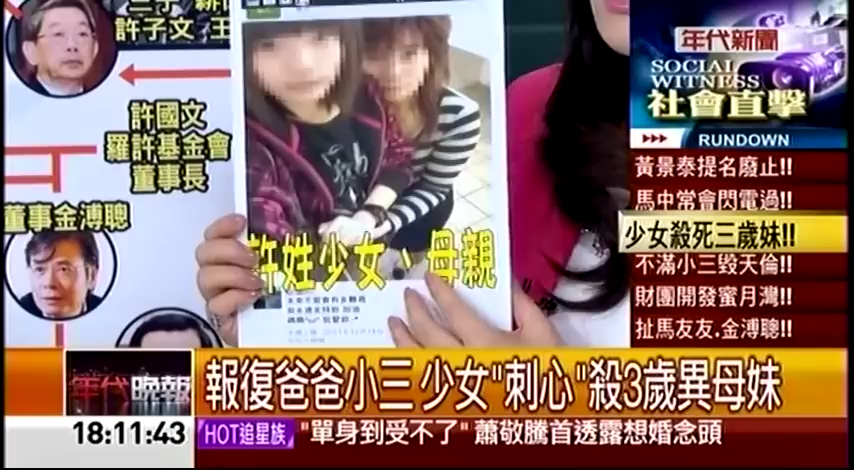 許子文
許國文
羅許基金會
董事長
董事金溥聰
許姓少女、母親
年代新聞
SOCIAL
WITNESS
社會直擊
RUNDOWN
黃景泰提名廢止!!
馬中常會閃電過!!
少女殺死三歲妹!!
不滿小三毀天倫!!
財團開發蜜月灣!!
扯馬友友.金溥聰!!
年代晚報
報復爸爸小三 少女"刺心"殺3歲異母妹
18:11:43
HOT追星族
"單身到受不了" 蕭敬騰首透露想婚念頭